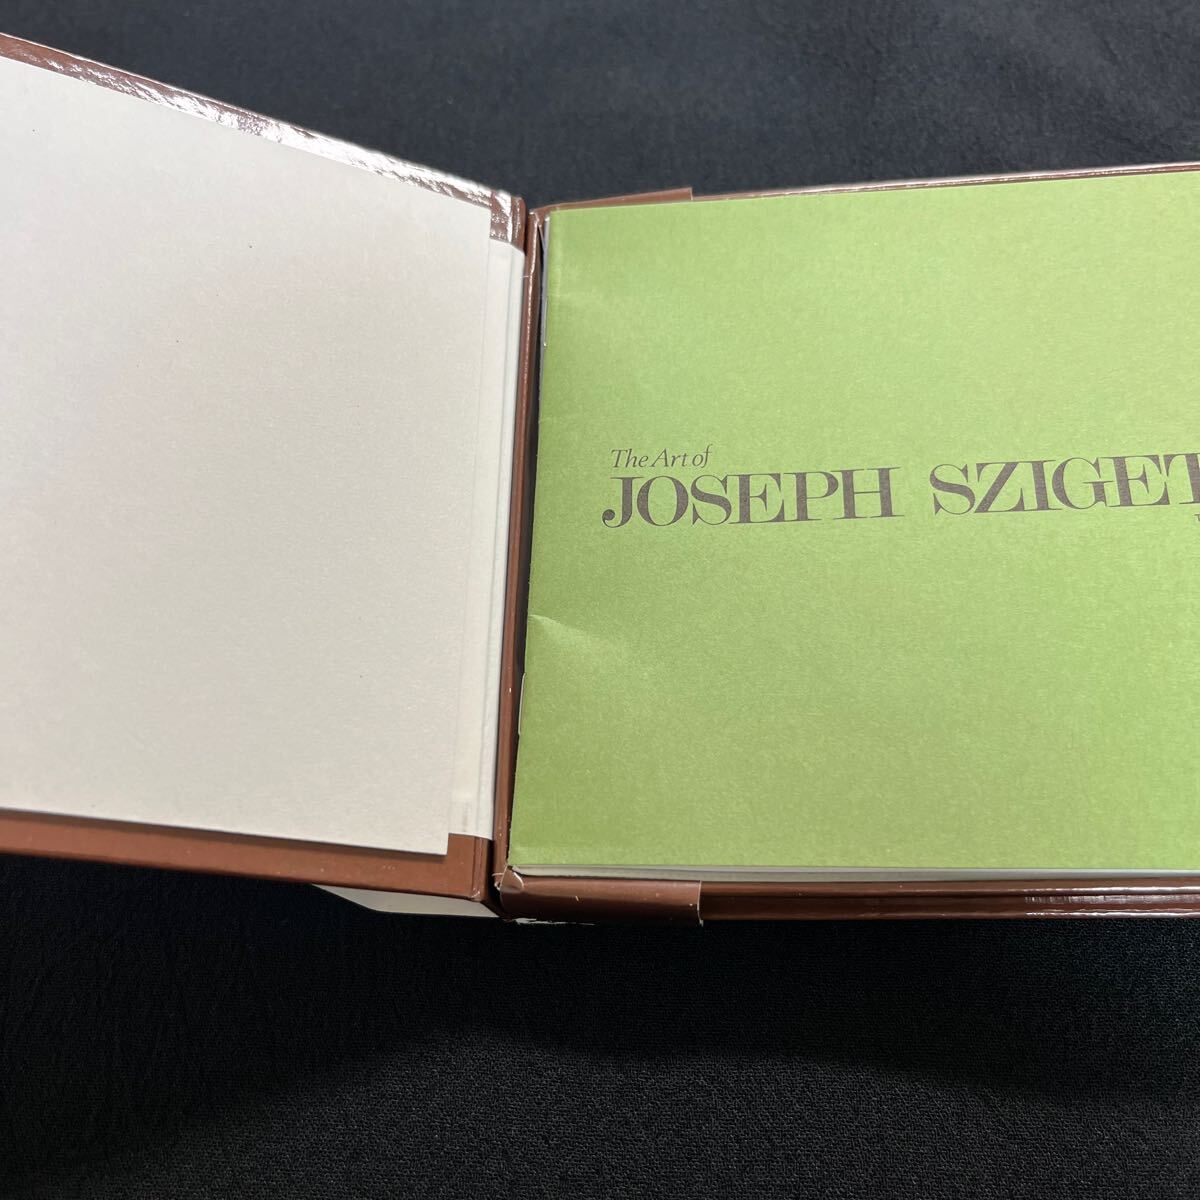 The Art of
JOSEPH SZIGET